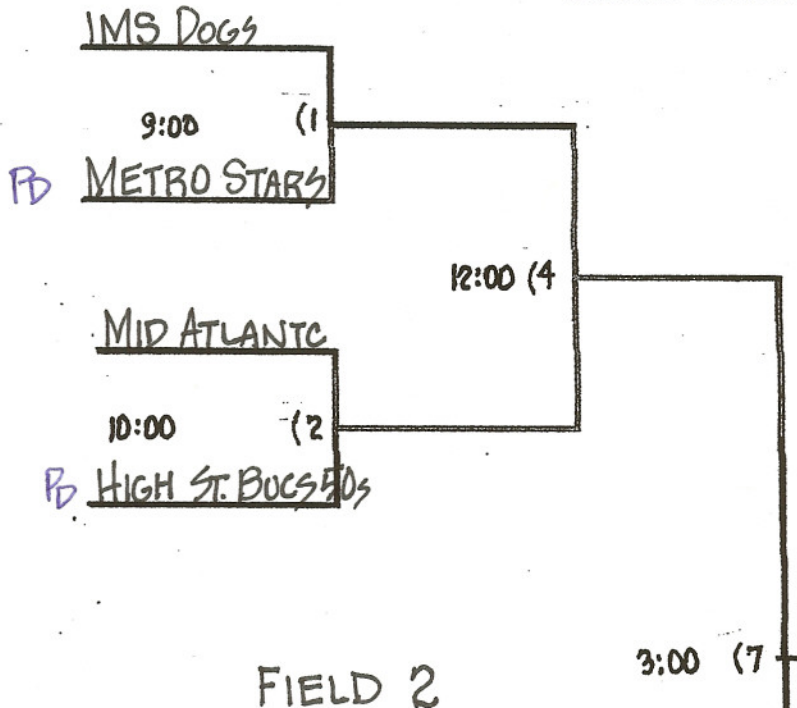 IMS DOGS
9:00 (1
PD METRO STARS
12:00 (4
MID ATLANTC
10:00 (2
PD HIGH ST. BUCS 50s
3:00 (7
FIELD 2